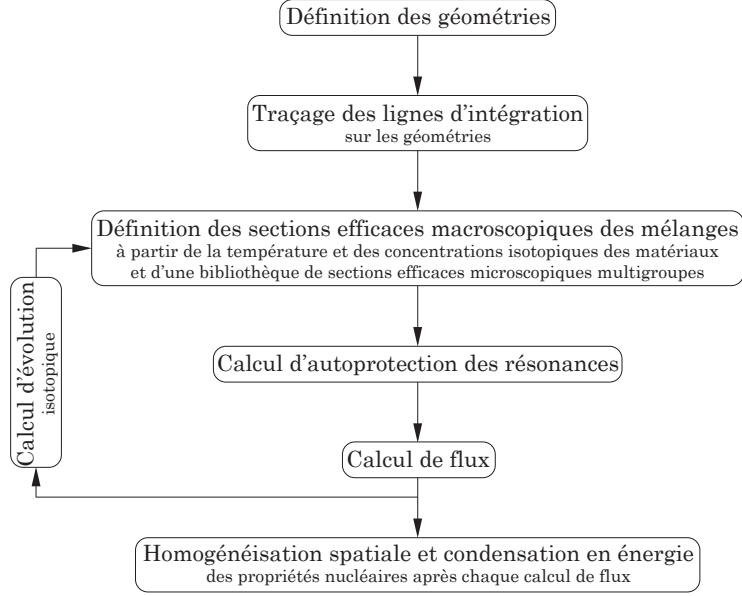 Définition des géométries
Traçage des lignes d'intégration
sur les géométries
Définition des sections efficaces macroscopiques des mélanges
à partir de la température et des concentrations isotopiques des matériaux
et d'une bibliothèque de sections efficaces microscopiques multigroupes
Calcul d'évolution
isotopique
Calcul d'autoprotection des résonances
Calcul de flux
Homogénéisation spatiale et condensation en énergie
des propriétés nucléaires après chaque calcul de flux